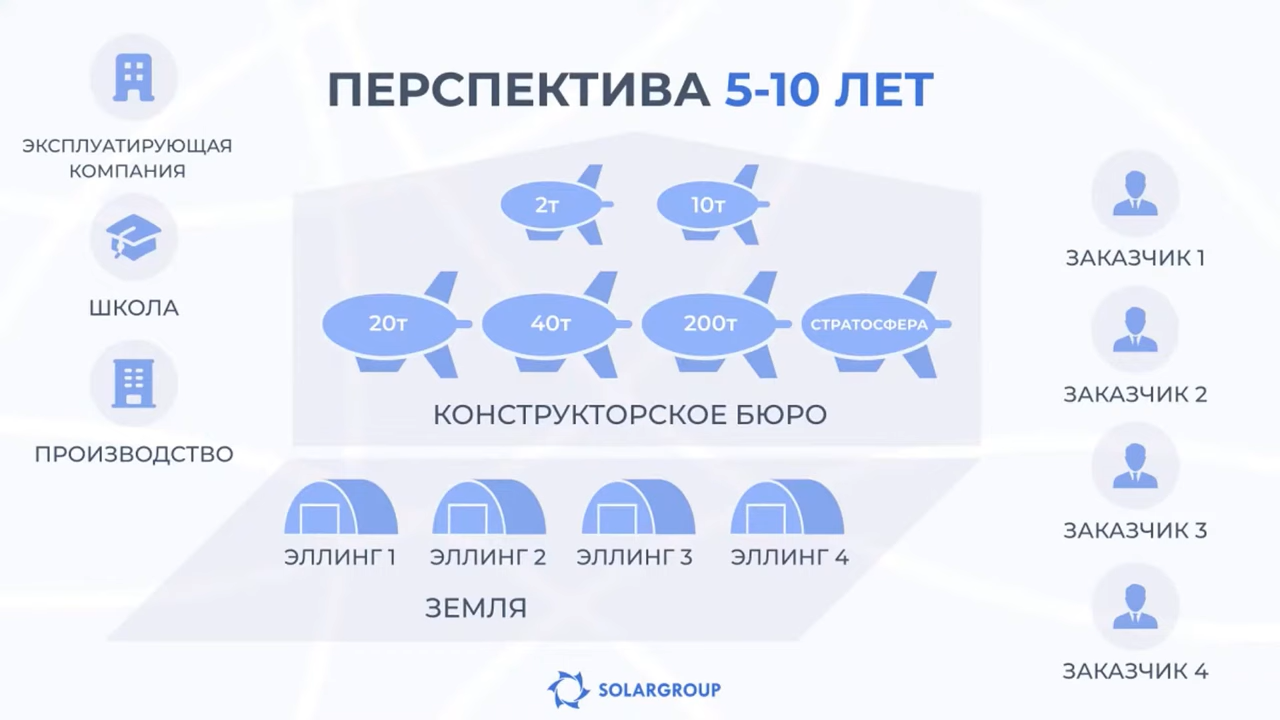 ПЕРСПЕКТИВА 5-10 ЛЕТ
ЭКСПЛУАТИРУЮЩАЯ
КОМПАНИЯ
ШКОЛА
ПРОИЗВОДСТВО
2т
10т
20т
40т
200т
СТРАТОСФЕРА
КОНСТРУКТОРСКОЕ БЮРО
ЭЛЛИНГ 1
ЭЛЛИНГ 2
ЭЛЛИНГ 3
ЭЛЛИНГ 4
ЗЕМЛЯ
ЗАКАЗЧИК 1
ЗАКАЗЧИК 2
ЗАКАЗЧИК 3
ЗАКАЗЧИК 4
SOLARGROUP